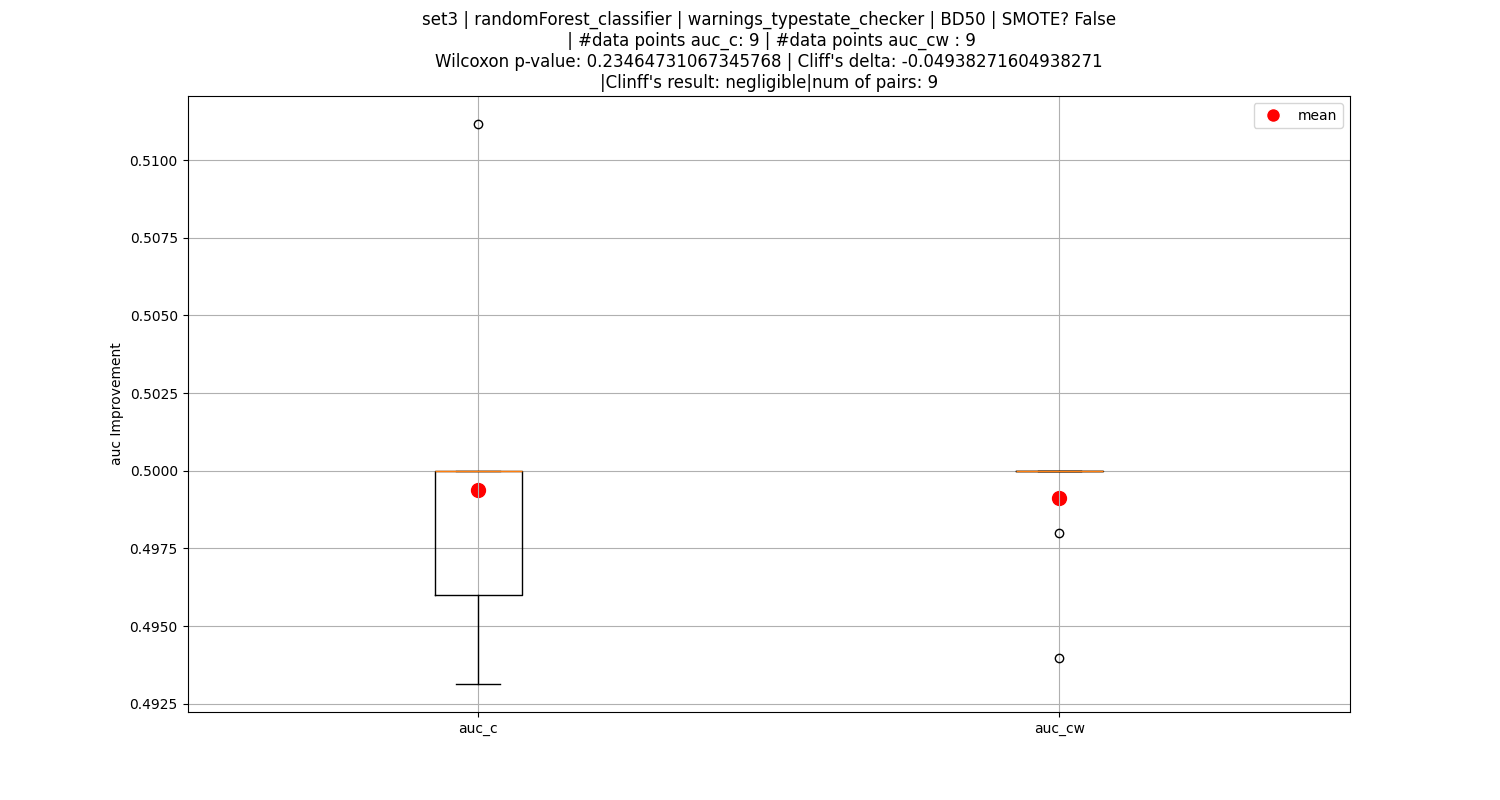 set3 | randomForest_classifier | warnings_typestate_checker | BD50 | SMOTE? False
| #data points auc_c: 9 | #data points auc_cw : 9
Wilcoxon p-value: 0.23464731067345768 | Cliff's delta: -0.04938271604938271
|Clinff's result: negligible|num of pairs: 9
mean
0.5100
0.5075
0.5050
0.5025
0.5000
0.4975
0.4950
0.4925
auc Improvement
auc_c
auc_cw